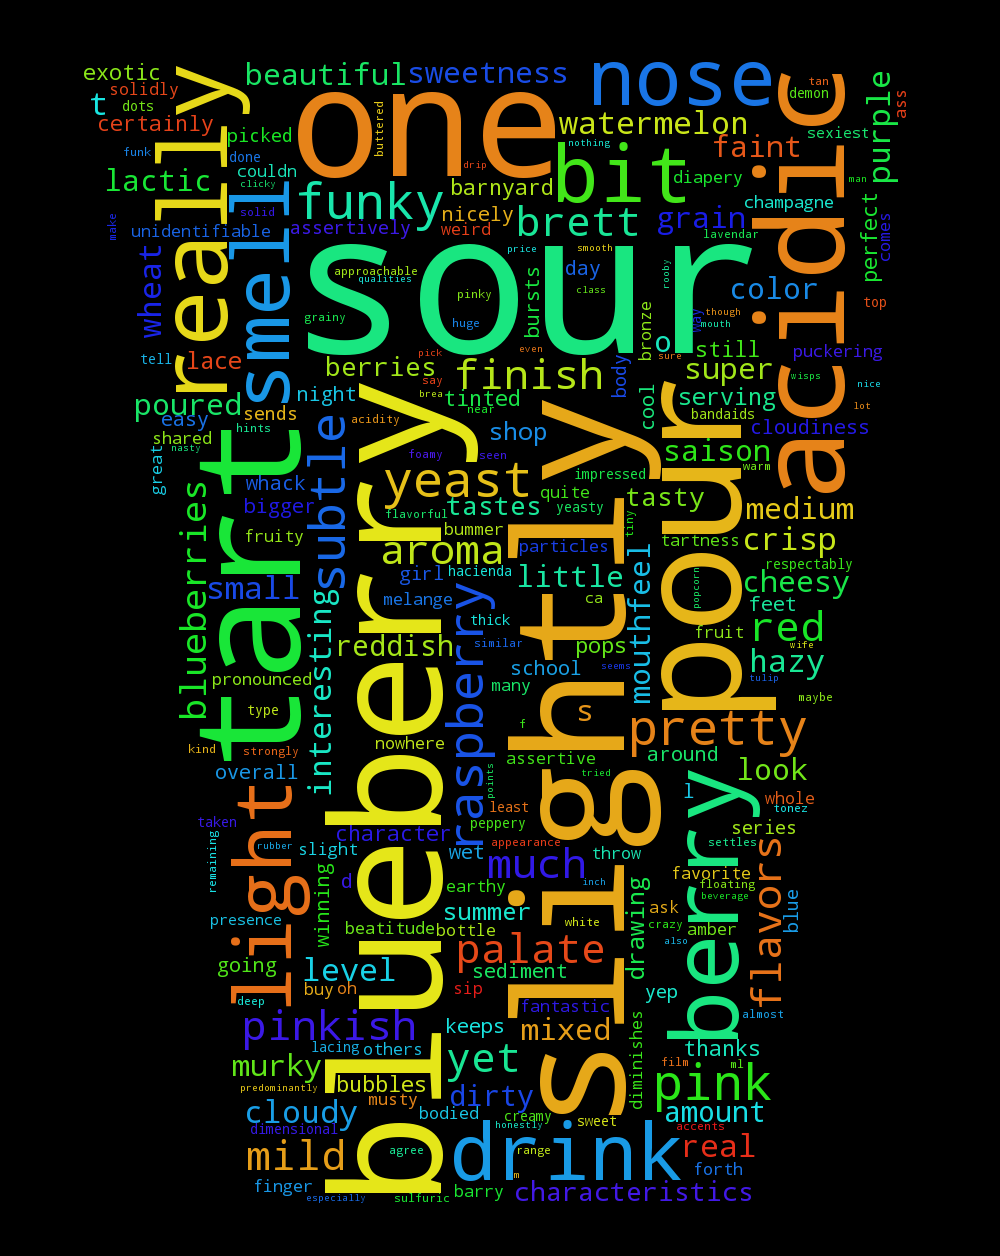 exotic
beautiful
sweetness
nose
tan
solidly
t
dots
really
one
buttered
demon
ass
certainly
picked
watermelon
sexiest
purple
funk
done
couldn
drip
nothing
bit
faint
acidic
man
lactic
clicky
smell
funky
barnyard
diapery
champagne
make
solid
nicely
brett
grain
perfect
comes
unidentifiable
assertively
weird
lavendar
price
smooth
sour
wheat
approachable
qualities
bursts
day
rooby
color
pinky
class
top
grainy
huge
bronze
way
though
mouth
tell
lace
pick
even
o
sure
still
puckering
berries
finish
body
super
wisps
night
say
nice
poured
sends
brea
tinted
cool
serving
lot
easy
acidity
near
bandaids
shared
hints
shop
cloudiness
great
nasty
tart
subtle
foamy
seen
saison
warm
whack
yeast
impressed
blueberries
bigger
quite
yeasty
tasty
medium
flavorful
tastes
tiny
fruity
bummer
aroma
particles
tartness
crisp
girl
hacienda
little
respectably
small
popcorn
cheesy
melange
ca
mouthfeel
feet
interesting
thick
fruit
red
reddish
similar
pops
wife
raspberry
school
seems
hazy
pronounced
many
tulip
type
s
pour
maybe
blueberry
f
slightly
pretty
kind
strongly
nowhere
assertive
around
overall
points
tried
look
light
l
berry
whole
least
tonez
taken
character
peppery
series
remaining
rubber
slight
wet
appearance
throw
settles
much
favorite
d
earthy
inch
floating
flavors
winning
beverage
blue
presence
summer
drawing
ask
beatitude
bottle
white
crazy
amber
going
palate
also
level
sediment
deep
buy
oh
sip
yep
fantastic
almost
pinkish
keeps
mixed
diminishes
lacing
others
yet
thanks
murky
film
ml
predominantly
bubbles
pink
musty
dirty
cloudy
bodied
creamy
sweet
amount
dimensional
honestly
accents
mild
agree
drink
range
real
m
forth
finger
especially
sulfuric
barry
characteristics